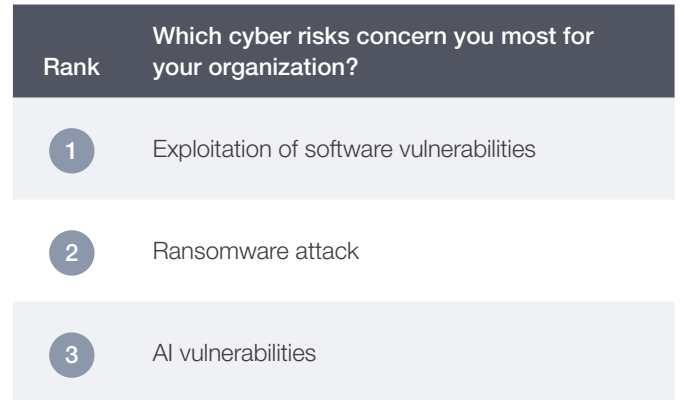 Rank
Which cyber risks concern you most for
your organization?
1
Exploitation of software vulnerabilities
2
Ransomware attack
3
AI vulnerabilities